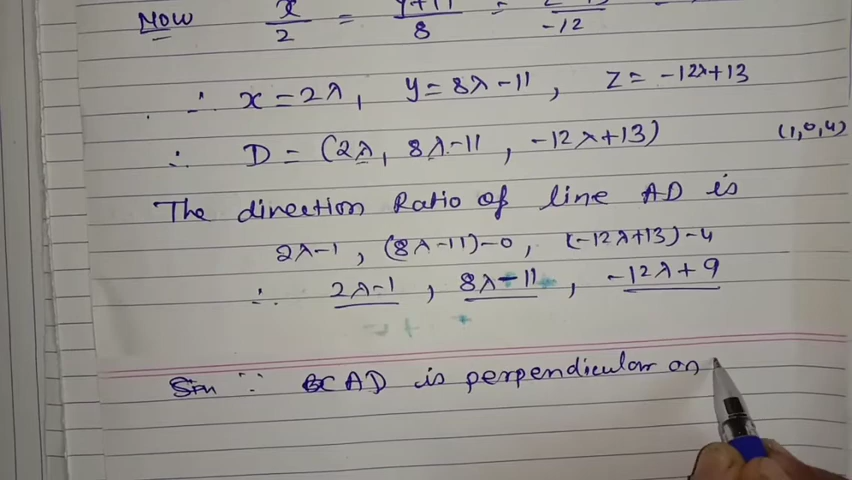 Now x/2 = y+11/8 = /-12 =
∴ x = 2λ, y = 8λ-11, z = -12λ+13
∴ D = (2λ, 8λ-11, -12λ+13) (1,0,4)
The direction Ratio of line AD is
2λ-1, (8λ-11)-0, (-12λ+13)-4
∴ 2λ-1, 8λ-11, -12λ+9
∵ AD is perpendicular on